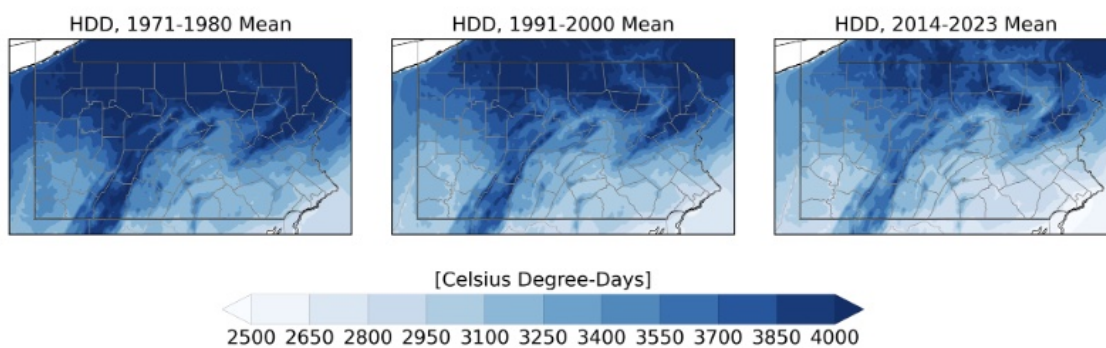 HDD, 1971-1980 Mean
HDD, 1991-2000 Mean
HDD, 2014-2023 Mean
[Celsius Degree-Days]
2500 2650 2800 2950 3100 3250 3400 3550 3700 3850 4000